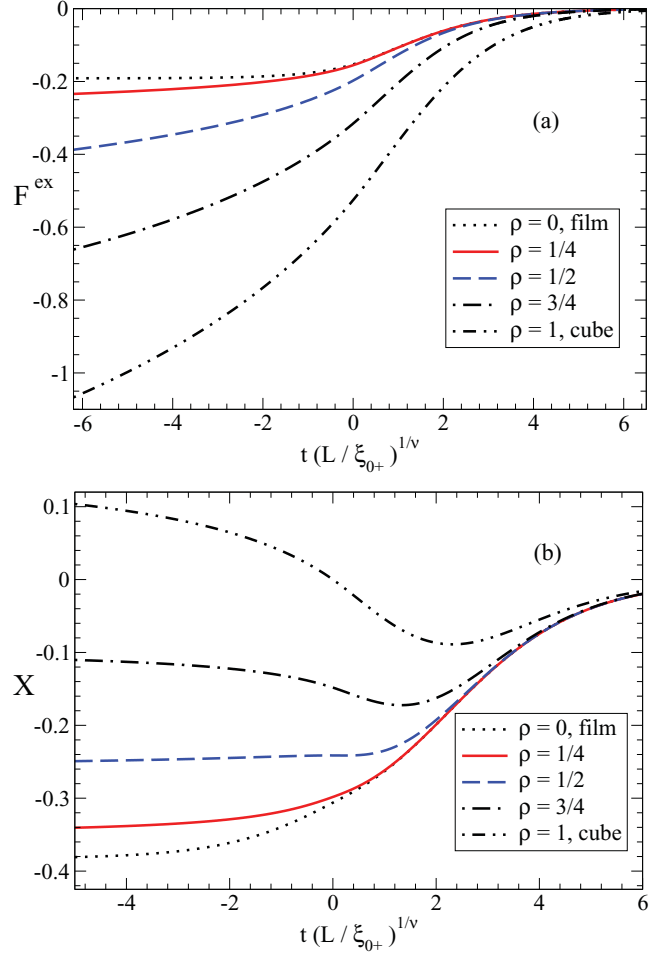 0
-0.2
-0.4
-0.6
-0.8
-1
F^ex
(a)
ρ = 0, film
ρ = 1/4
ρ = 1/2
ρ = 3/4
ρ = 1, cube
-6 -4 -2 0 2 4 6
t (L / ξ_0+)^1/ν
0.1
0
-0.1
-0.2
-0.3
-0.4
X
(b)
ρ = 0, film
ρ = 1/4
ρ = 1/2
ρ = 3/4
ρ = 1, cube
-4 -2 0 2 4 6
t (L / ξ_0+)^1/ν